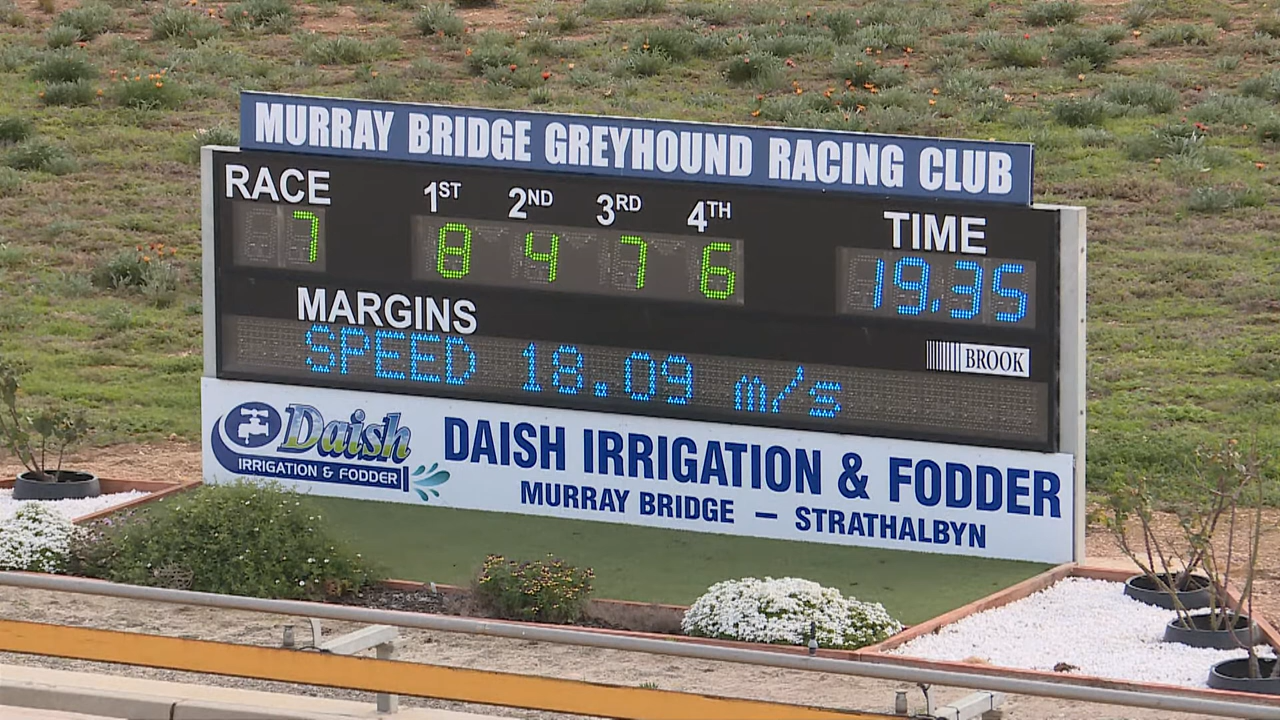 MURRAY BRIDGE GREYHOUND RACING CLUB
RACE 1ST 2ND 3RD 4TH TIME
7 8 4 7 6 19.35
MARGINS
BROOK
SPEED 18.09 m/s
Daish
IRRIGATION & FODDER
DAISH IRRIGATION & FODDER
MURRAY BRIDGE – STRATHALBYN